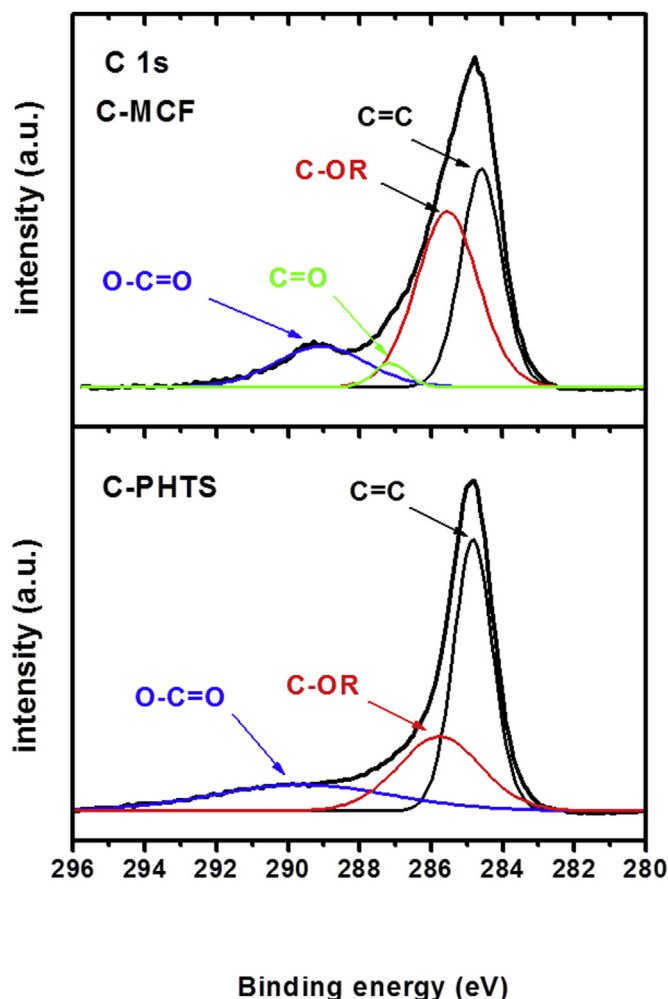 C 1s
C-MCF
C=C
C-OR
O-C=O
C=O
intensity (a.u.)
C-PHTS
C=C
C-OR
O-C=O
intensity (a.u.)
296 294 292 290 288 286 284 282 280
Binding energy (eV)